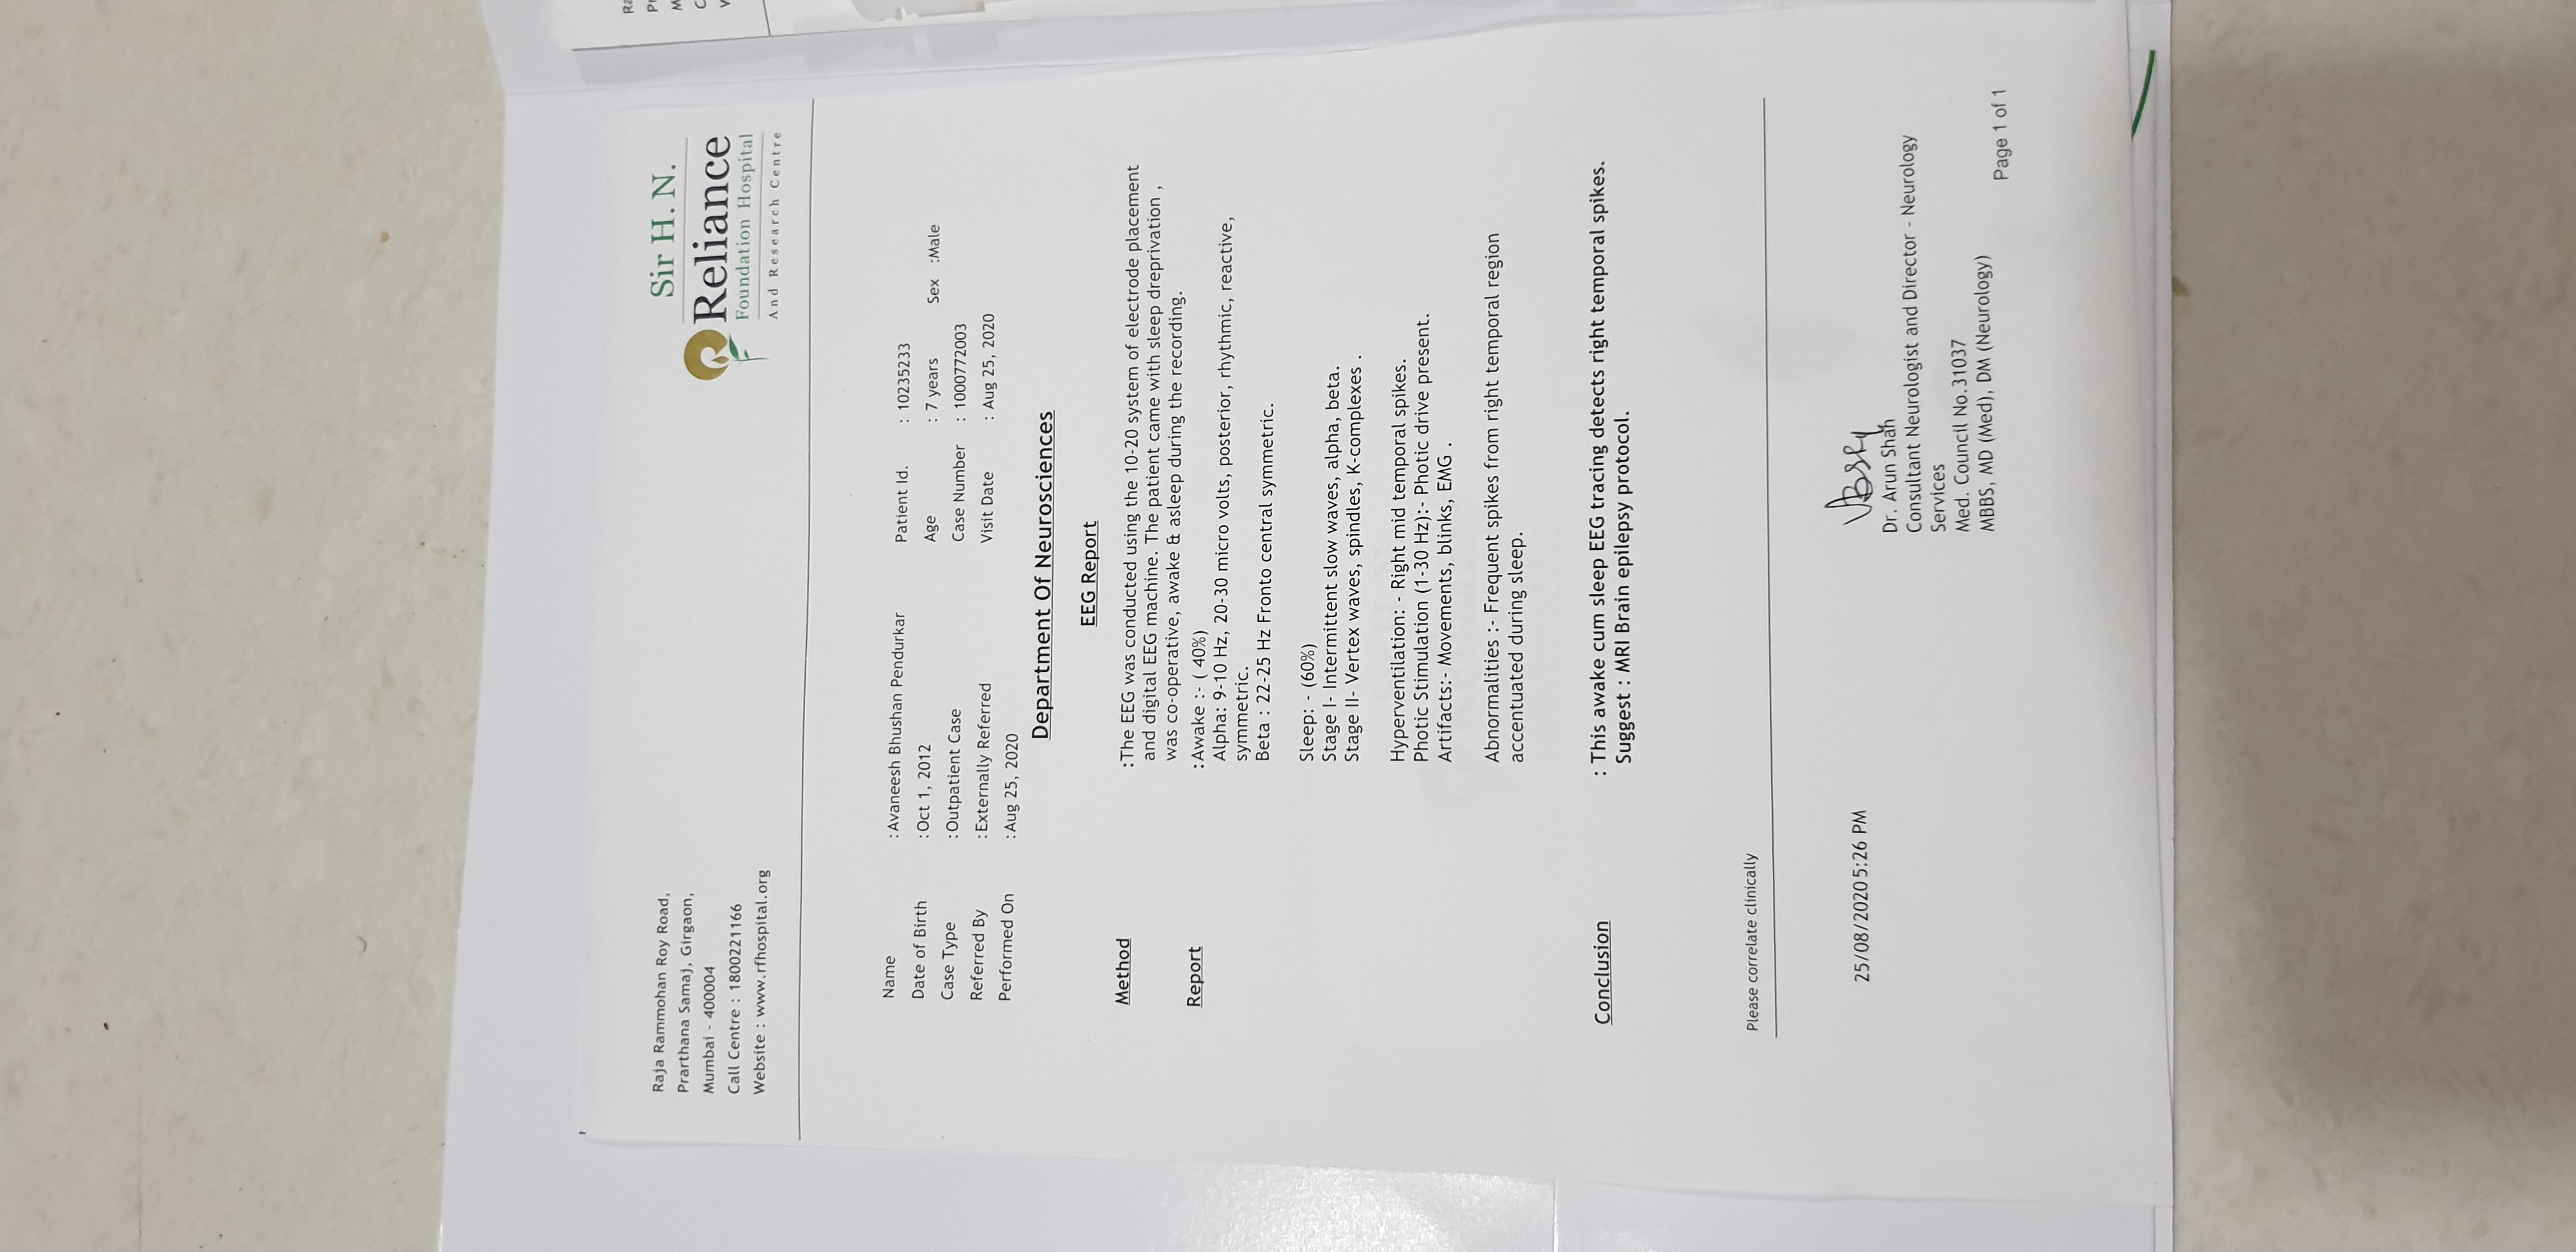 Raja Rammohan Roy Road,
Prarthana Samaj, Girgaon,
Mumbai - 400004
Call Centre : 1800221166
Website : www.rfhospital.org
Sir H. N.
Reliance
Foundation Hospital
And Research Centre
Name :Avaneesh Bhushan Pendurkar Patient Id. : 10235233
Date of Birth :Oct 1, 2012 Age : 7 years Sex :Male
Case Type :Outpatient Case Case Number : 1000772003
Referred By :Externally Referred Visit Date : Aug 25, 2020
Performed On :Aug 25, 2020
Department Of Neurosciences
EEG Report
Method :The EEG was conducted using the 10-20 system of electrode placement
and digital EEG machine. The patient came with sleep dreprivation ,
was co-operative, awake & asleep during the recording.
Report :Awake :- ( 40%)
Alpha: 9-10 Hz, 20-30 micro volts, posterior, rhythmic, reactive,
symmetric.
Beta : 22-25 Hz Fronto central symmetric.
Sleep: - (60%)
Stage I- Intermittent slow waves, alpha, beta.
Stage II- Vertex waves, spindles, K-complexes .
Hyperventilation: - Right mid temporal spikes.
Photic Stimulation (1-30 Hz):- Photic drive present.
Artifacts:- Movements, blinks, EMG .
Abnormalities :- Frequent spikes from right temporal region
accentuated during sleep.
Conclusion : This awake cum sleep EEG tracing detects right temporal spikes.
Suggest : MRI Brain epilepsy protocol.
Please correlate clinically
25/08/2020 5:26 PM
Dr. Arun Shah
Consultant Neurologist and Director - Neurology
Services
Med. Council No.31037
MBBS, MD (Med), DM (Neurology)
Page 1 of 1